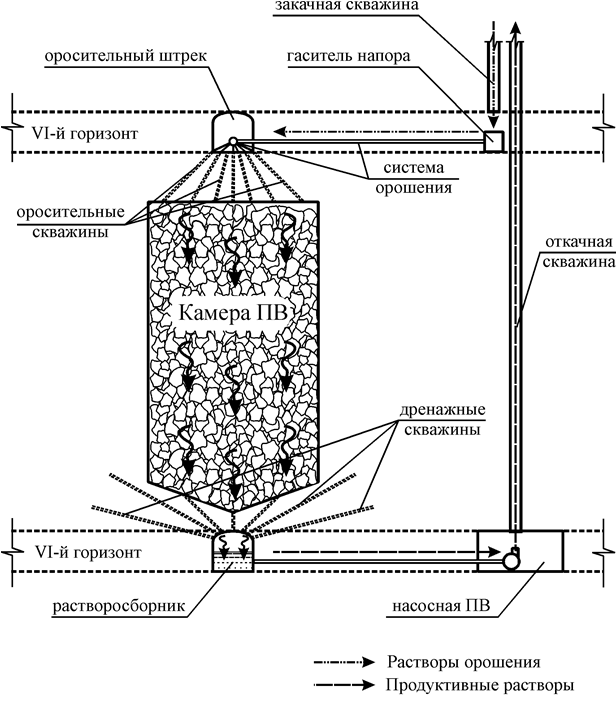 закачная скважина
оросительный штрек
гаситель напора
VI-й горизонт
система
орошения
оросительные
скважины
откачная
скважина
Камера ПВ
дренажные
скважины
VI-й горизонт
растворосборник
насосная ПВ
Растворы орошения
Продуктивные растворы